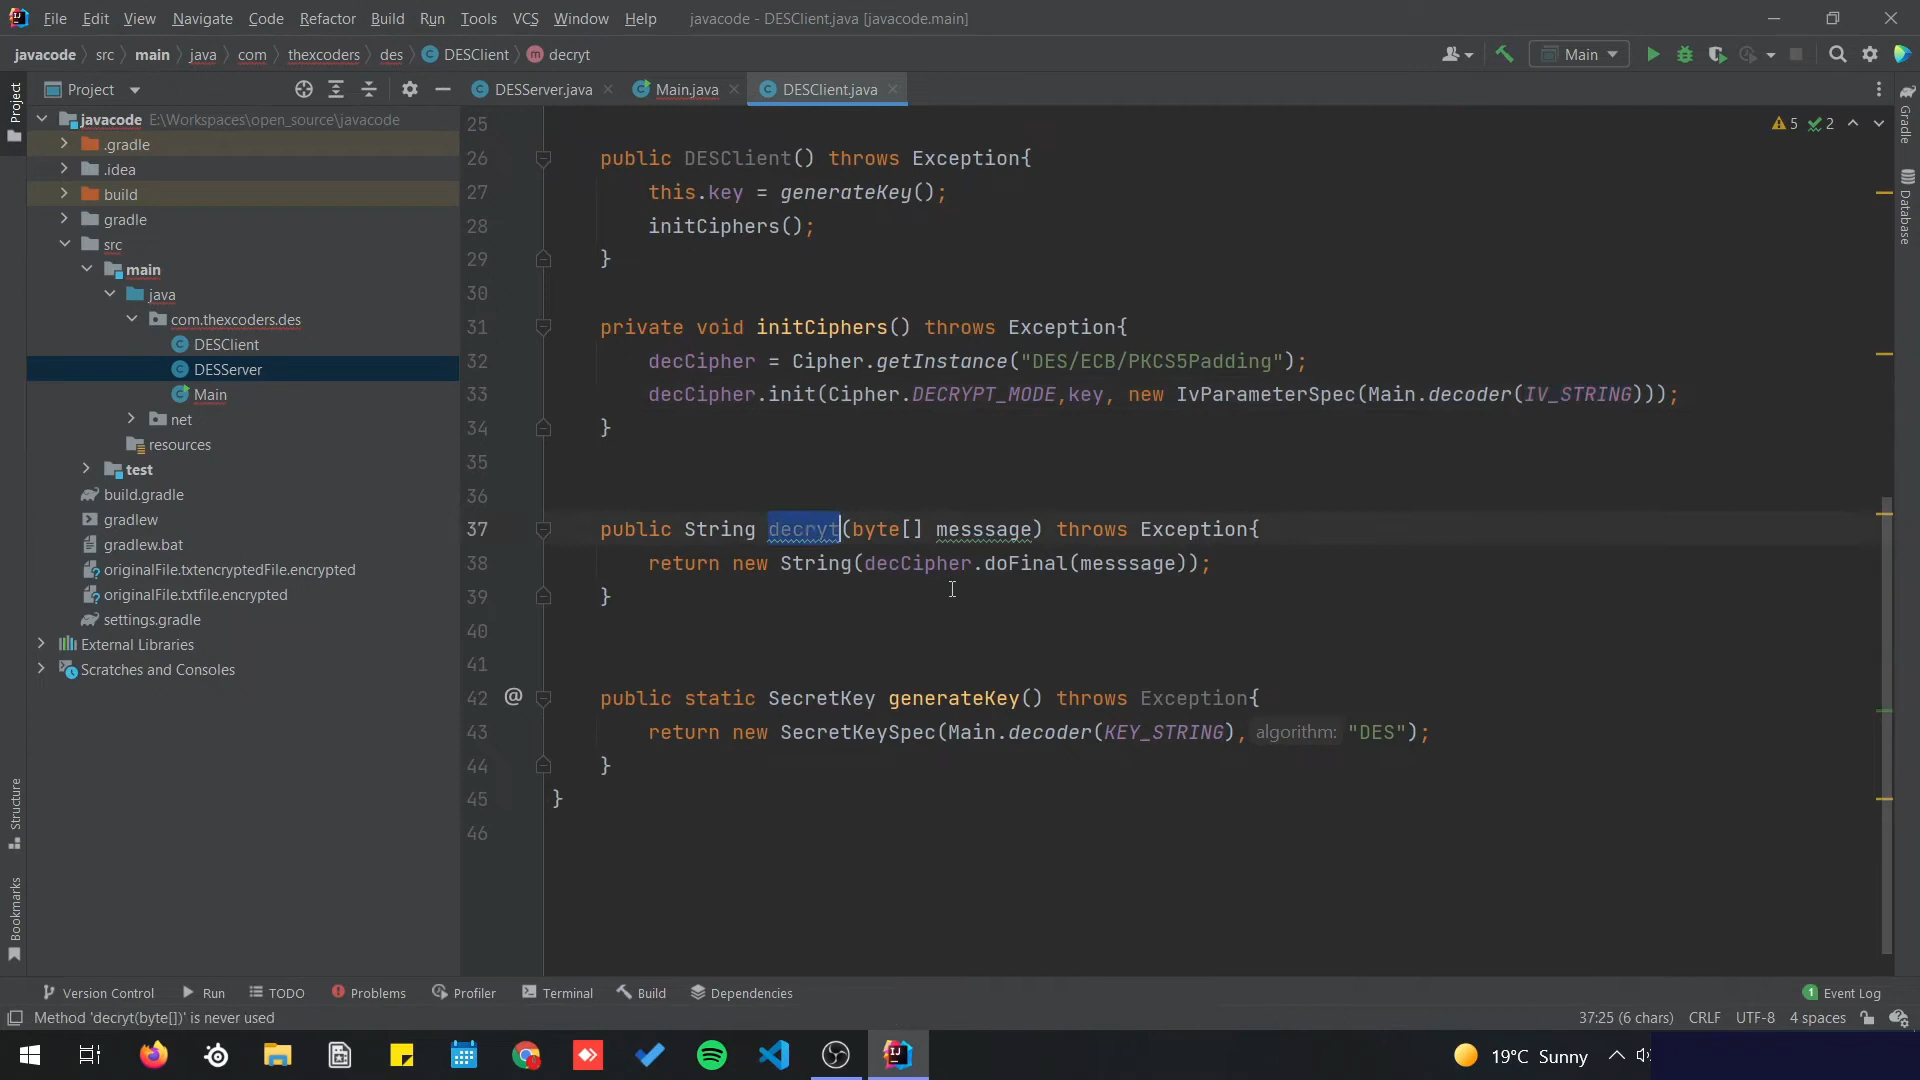 File Edit View Navigate Code Refactor Build Run Tools VCS Window Help javacode - DESClient.java [javacode.main]
javacode src main java com thexcoders des DESClient decryt Main
Project DESServer.java Main.java DESClient.java
Project
javacode E:\Workspaces\open_source\javacode
.gradle
.idea
build
gradle
src
main
java
com.thexcoders.des
DESClient
DESServer
Main
net
resources
test
build.gradle
gradlew
gradlew.bat
originalFile.txtencryptedFile.encrypted
originalFile.txtfile.encrypted
settings.gradle
External Libraries
Scratches and Consoles
Structure
Bookmarks
5 2
Gradle
Database
25
26 public DESClient() throws Exception{
27 this.key = generateKey();
28 initCiphers();
29 }
30
31 private void initCiphers() throws Exception{
32 decCipher = Cipher.getInstance("DES/ECB/PKCS5Padding");
33 decCipher.init(Cipher.DECRYPT_MODE,key, new IvParameterSpec(Main.decoder(IV_STRING)));
34 }
35
36
37 public String decryt(byte[] messsage) throws Exception{
38 return new String(decCipher.doFinal(messsage));
39 }
40
41
42 @ public static SecretKey generateKey() throws Exception{
43 return new SecretKeySpec(Main.decoder(KEY_STRING), algorithm: "DES");
44 }
45 }
46
Version Control Run TODO Problems Profiler Terminal Build Dependencies 1 Event Log
Method 'decryt(byte[])' is never used 37:25 (6 chars) CRLF UTF-8 4 spaces
19°C Sunny